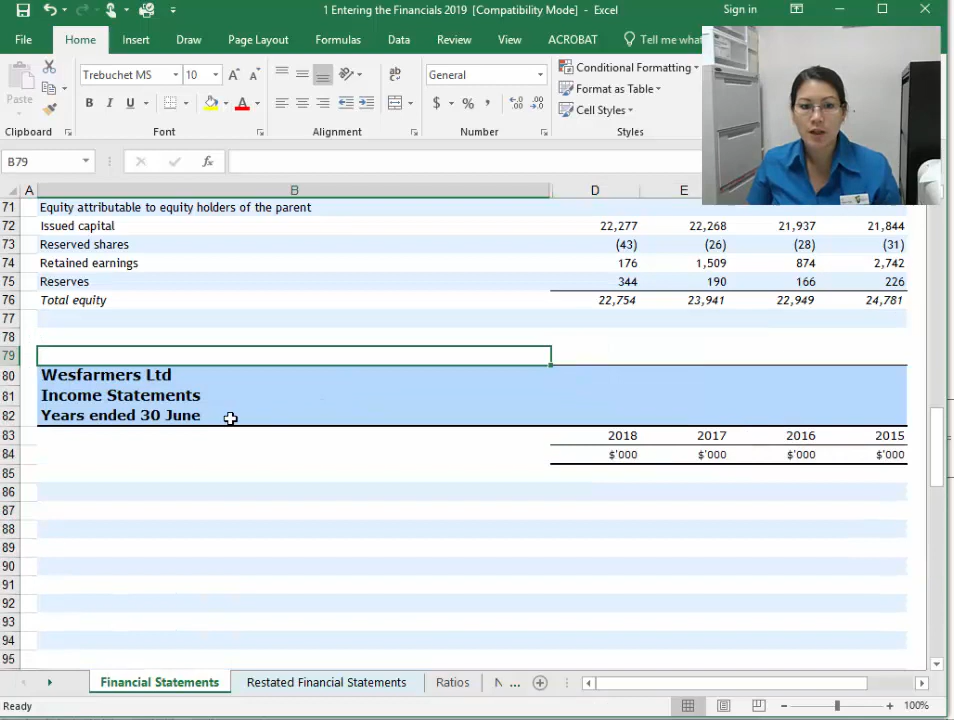 1 Entering the Financials 2019 [Compatibility Mode] - Excel
Sign in
File Home Insert Draw Page Layout Formulas Data Review View ACROBAT Tell me what
Paste
Trebuchet MS 10
General
Conditional Formatting
Format as Table
Cell Styles
B I U
$ % ,
Clipboard Font Alignment Number Styles
B79
fx
A B D E
71 Equity attributable to equity holders of the parent
72 Issued capital 22,277 22,268 21,937 21,844
73 Reserved shares (43) (26) (28) (31)
74 Retained earnings 176 1,509 874 2,742
75 Reserves 344 190 166 226
76 Total equity 22,754 23,941 22,949 24,781
77
78
79
80 Wesfarmers Ltd
81 Income Statements
82 Years ended 30 June
83 2018 2017 2016 2015
84 $'000 $'000 $'000 $'000
85
86
87
88
89
90
91
92
93
94
95
Financial Statements Restated Financial Statements Ratios N ...
Ready 100%